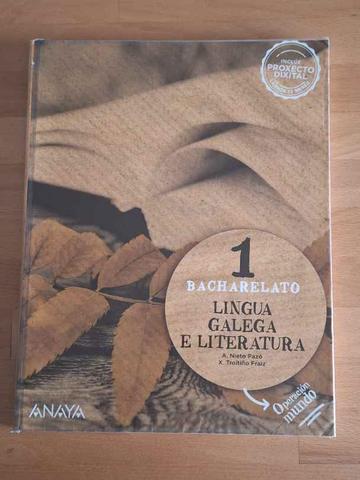 INCLÚE
PROXECTO
DIXITAL
1
BACHARELATO
LINGUA
GALEGA
E LITERATURA
A. Nieto Pazó
X. Troitiño Fraiz
Operación
mundo
ANAYA